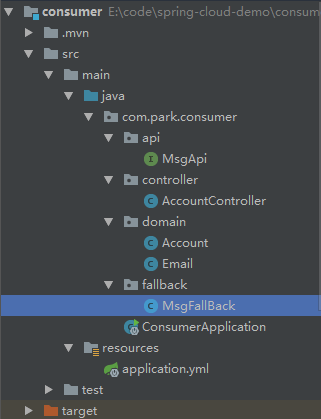 consumer E:\code\spring-cloud-demo\consum
.mvn
src
main
java
com.park.consumer
api
I MsgApi
controller
C AccountController
domain
C Account
C Email
fallback
C MsgFallBack
C ConsumerApplication
resources
application.yml
test
target